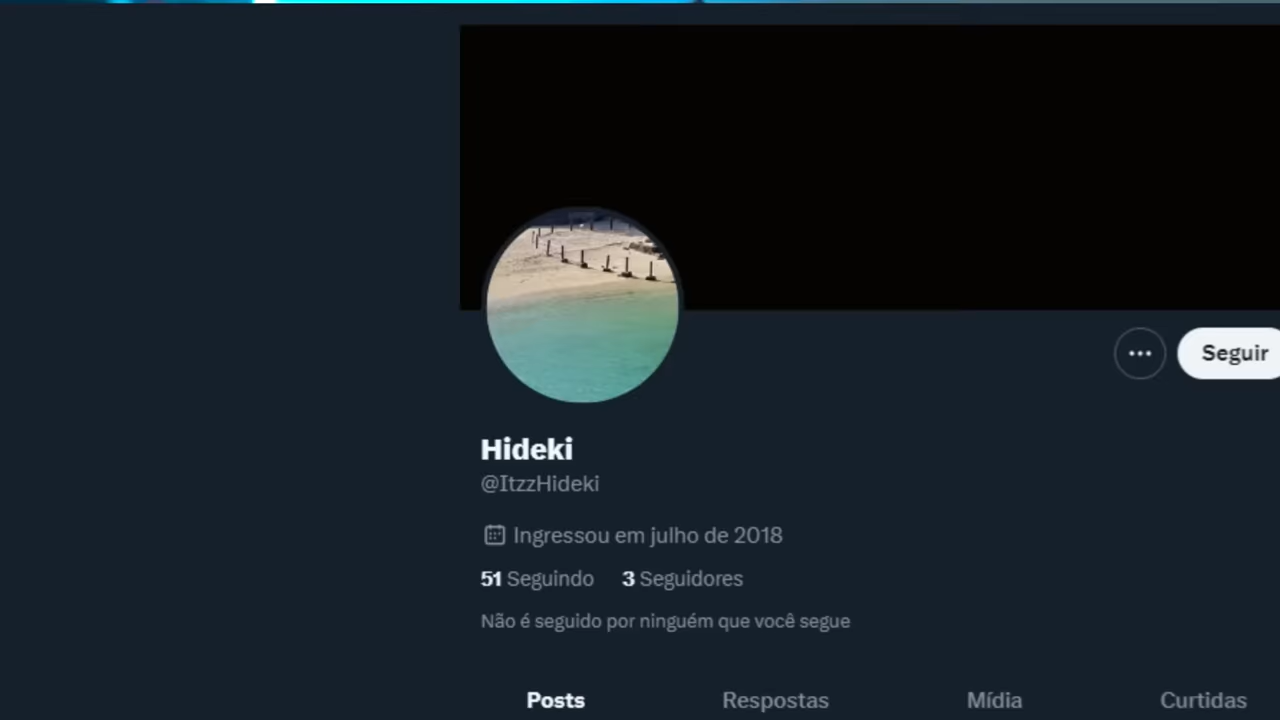 Seguir
Hideki
@ItzzHideki
Ingressou em julho de 2018
51 Seguindo 3 Seguidores
Não é seguido por ninguém que você segue
Posts Respostas Mídia Curtidas